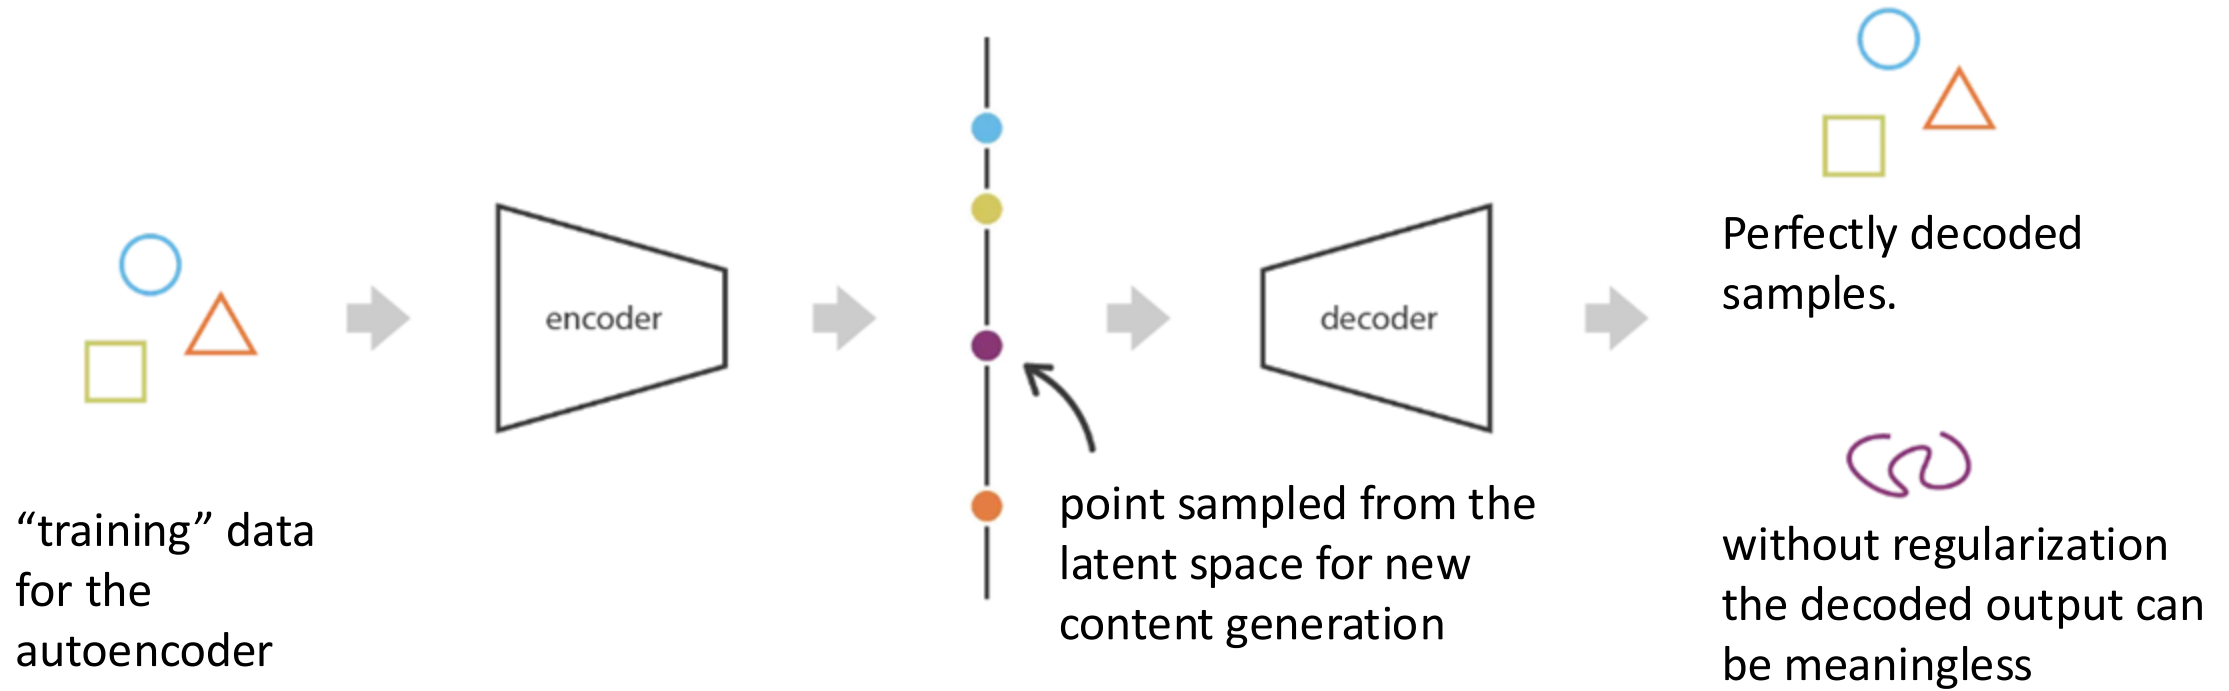 “training” data
for the
autoencoder
encoder
point sampled from the
latent space for new
content generation
decoder
Perfectly decoded
samples.
without regularization
the decoded output can
be meaningless